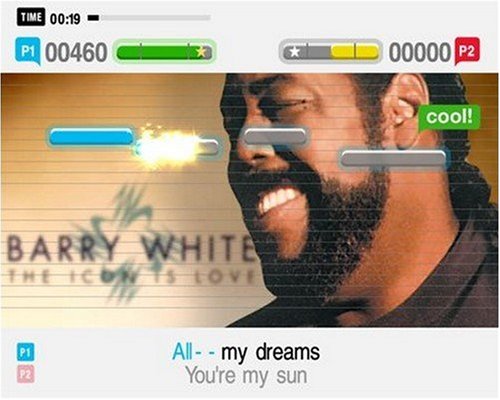 TIME 00:19
P1 00460 00000 P2
cool!
BARRY WHITE
THE ICON IS LOVE
P1 All- - my dreams
P2 You're my sun